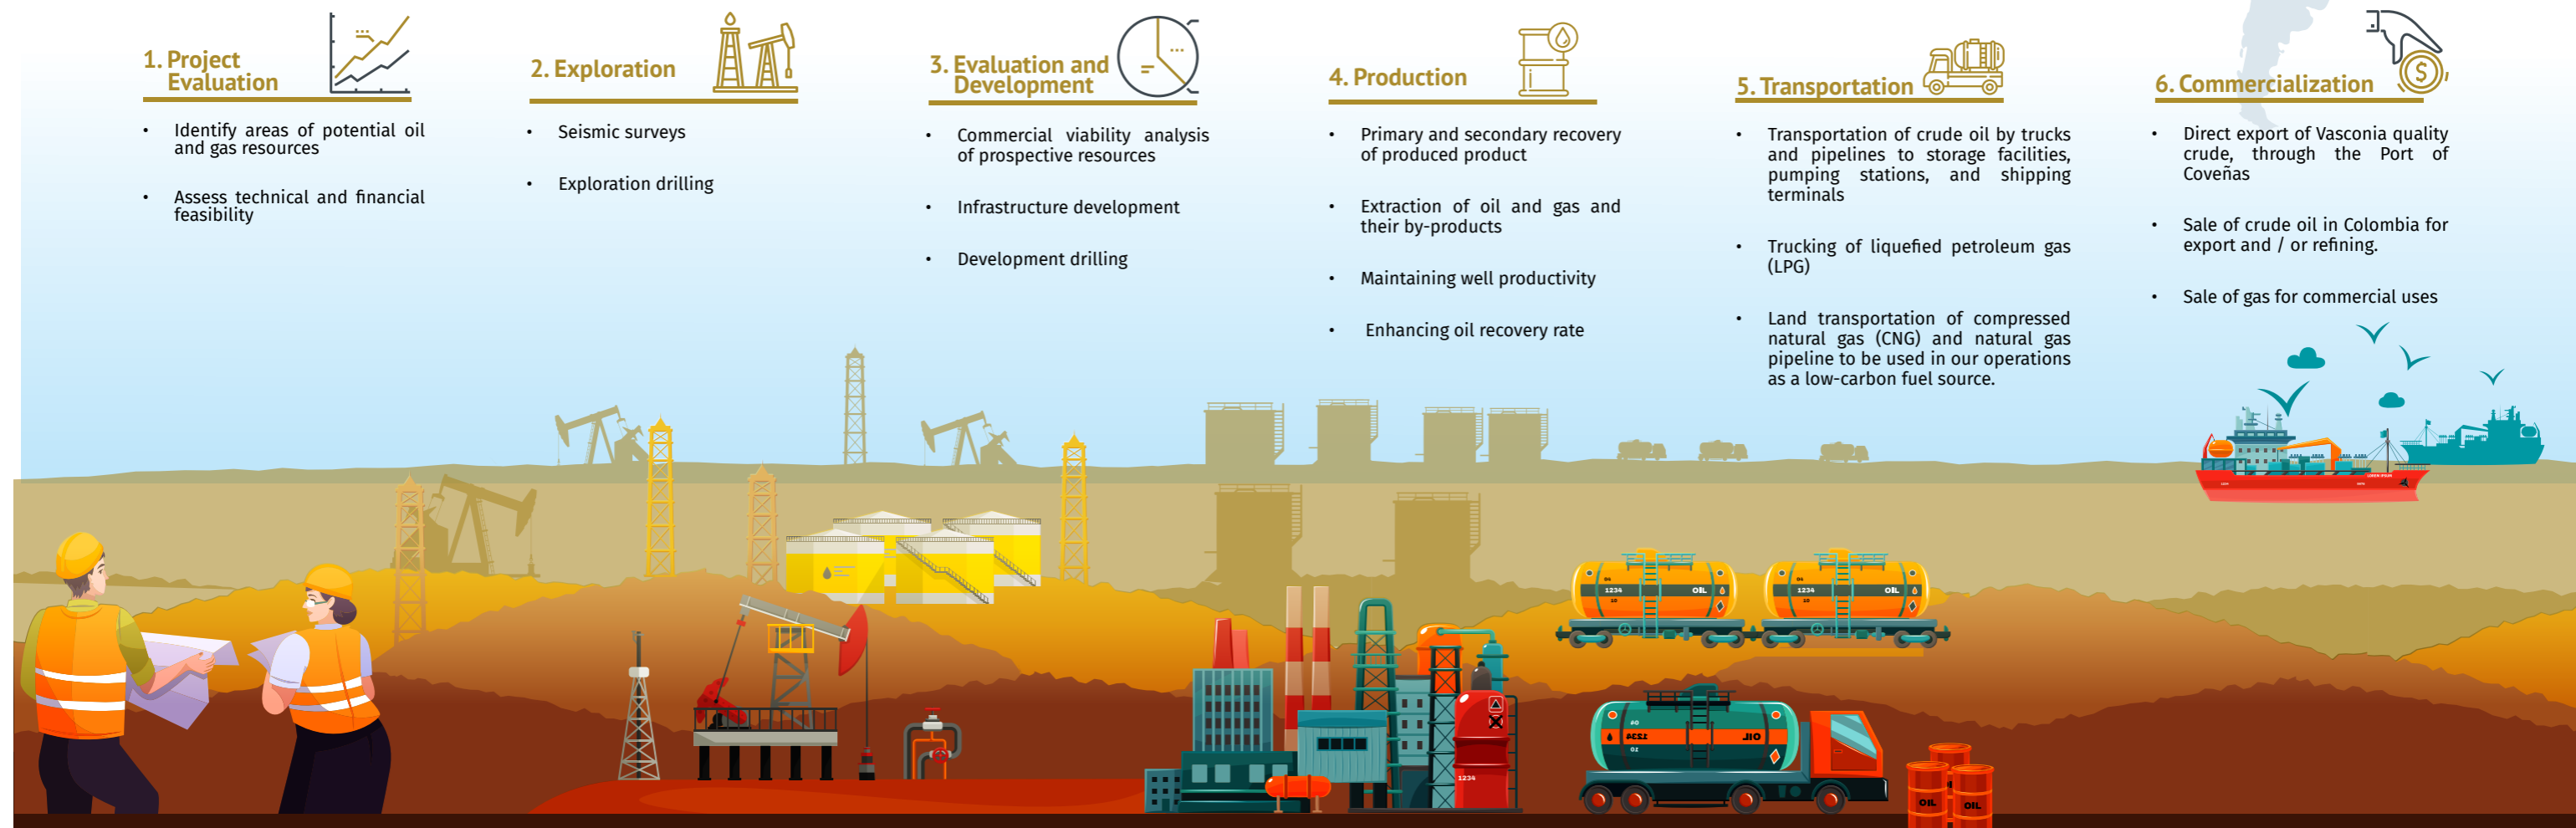 1. Project
Evaluation
• Identify areas of potential oil
and gas resources
• Assess technical and financial
feasibility
2. Exploration
• Seismic surveys
• Exploration drilling
3. Evaluation and
Development
• Commercial viability analysis
of prospective resources
• Infrastructure development
• Development drilling
4. Production
• Primary and secondary recovery
of produced product
• Extraction of oil and gas and
their by-products
• Maintaining well productivity
• Enhancing oil recovery rate
5. Transportation
• Transportation of crude oil by trucks
and pipelines to storage facilities,
pumping stations, and shipping
terminals
• Trucking of liquefied petroleum gas
(LPG)
• Land transportation of compressed
natural gas (CNG) and natural gas
pipeline to be used in our operations
as a low-carbon fuel source.
6. Commercialization
$
• Direct export of Vasconia quality
crude, through the Port of
Coveñas
• Sale of crude oil in Colombia for
export and / or refining.
• Sale of gas for commercial uses
1234 OIL
10
1234 OIL
10
1234
1234 OIL
10
OIL
OIL